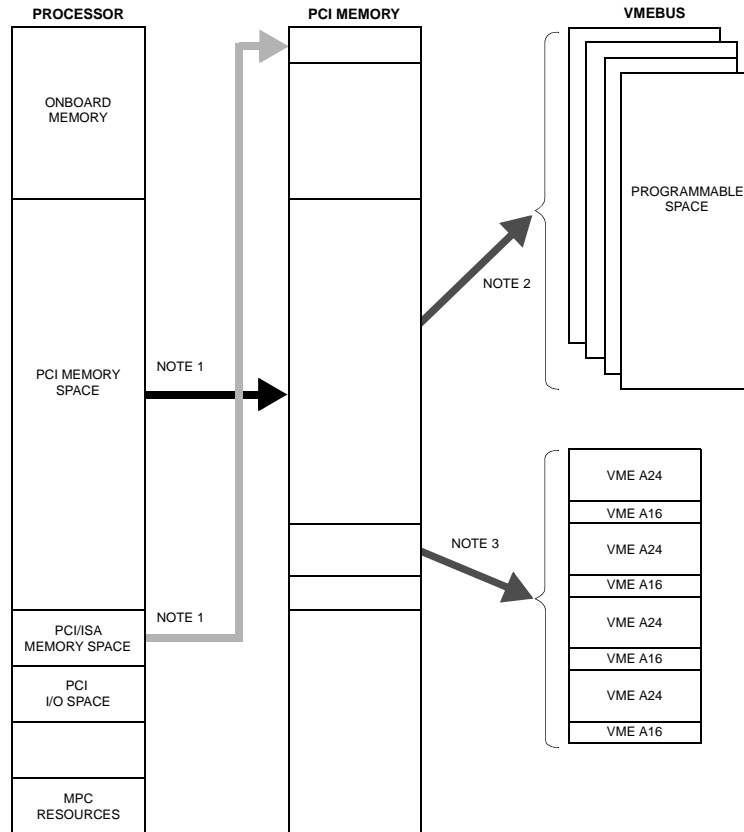 PROCESSOR
PCI MEMORY
VMEBUS
ONBOARD
MEMORY
PROGRAMMABLE
SPACE
NOTE 2
NOTE 1
PCI MEMORY
SPACE
VME A24
VME A16
NOTE 3
VME A24
VME A16
NOTE 1
VME A24
PCI/ISA
MEMORY SPACE
VME A16
PCI
I/O SPACE
VME A24
VME A16
MPC
RESOURCES